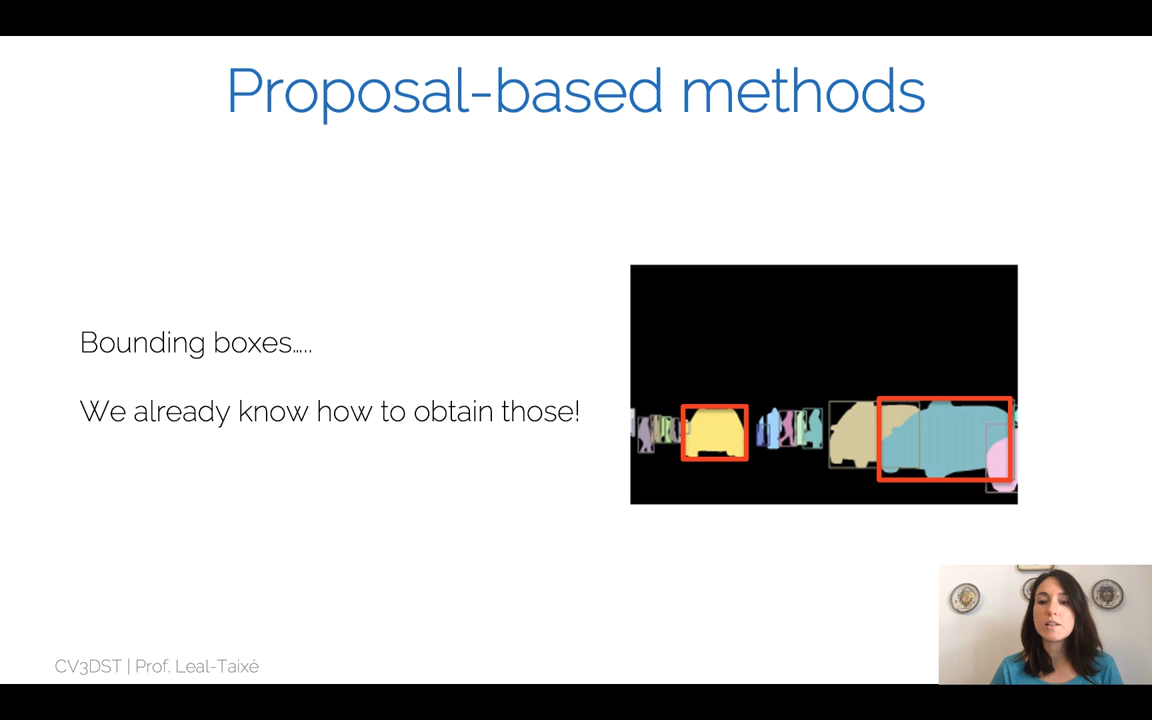 Proposal-based methods
Bounding boxes.....
We already know how to obtain those!
CV3DST | Prof. Leal-Taixé